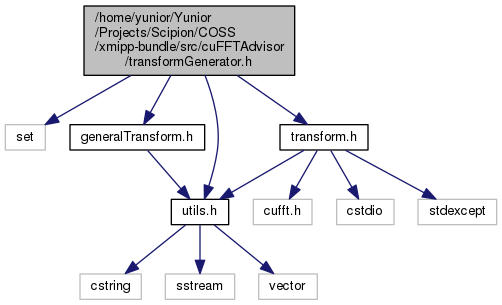 /home/yunior/Yunior
/Projects/Scipion/COSS
/xmipp-bundle/src/cuFFTAdvisor
/transformGenerator.h
set
generalTransform.h
transform.h
utils.h
cufft.h
cstdio
stdexcept
cstring
sstream
vector